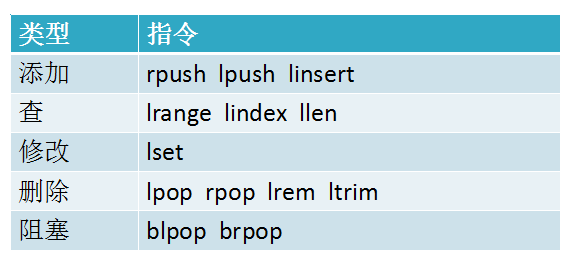 类型 指令
添加 rpush lpush linsert
查 lrange lindex llen
修改 lset
删除 lpop rpop lrem ltrim
阻塞 blpop brpop